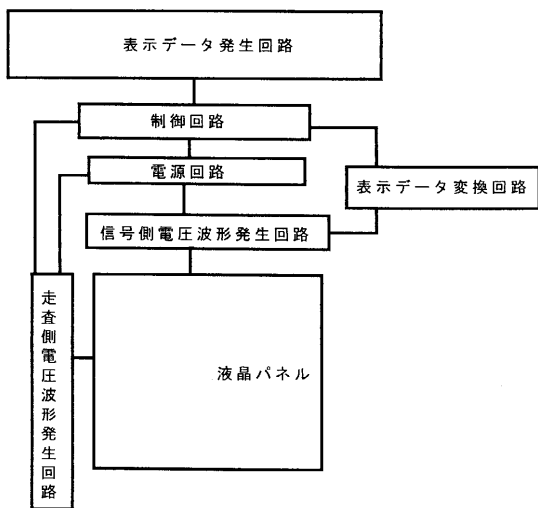 表示データ発生回路
制御回路
電源回路
表示データ変換回路
信号側電圧波形発生回路
走査側電圧波形発生回路
液晶パネル